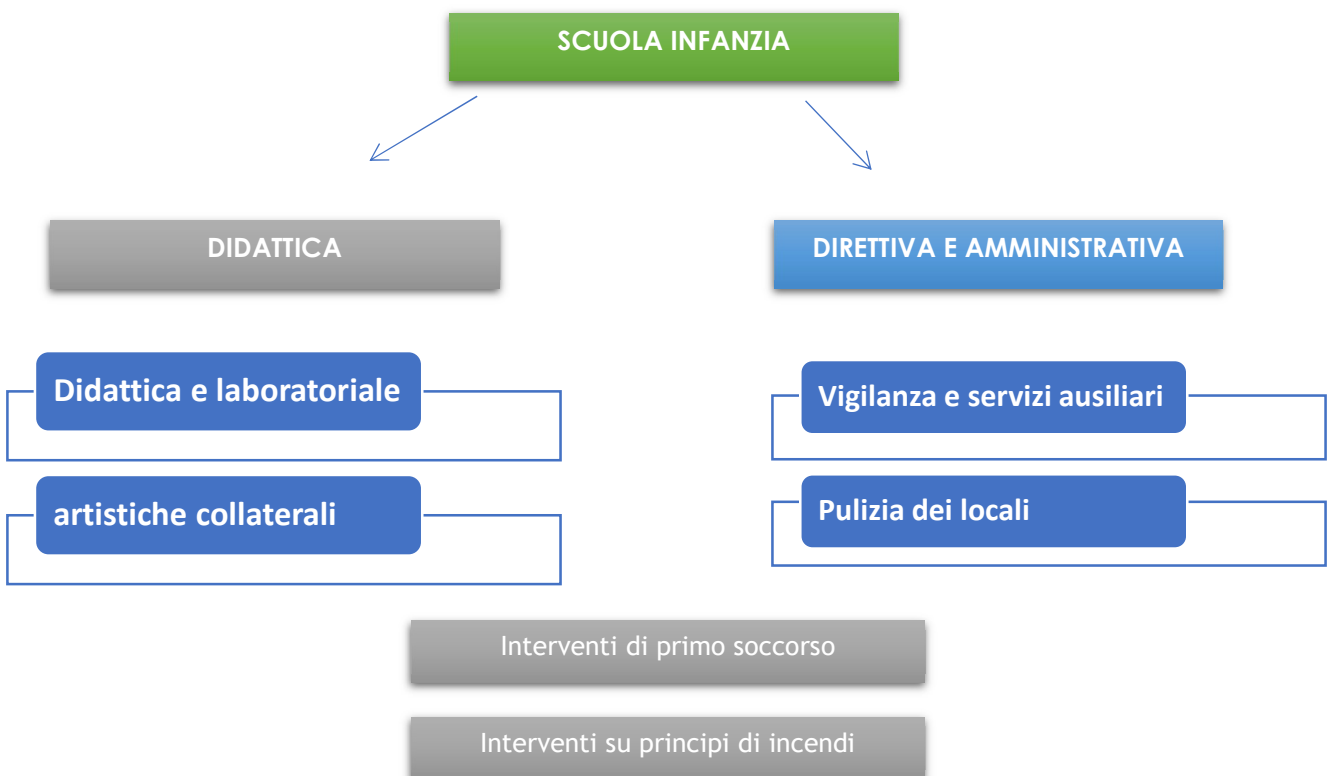 SCUOLA INFANZIA
DIDATTICA
DIRETTIVA E AMMINISTRATIVA
Didattica e laboratoriale
artistiche collaterali
Vigilanza e servizi ausiliari
Pulizia dei locali
Interventi di primo soccorso
Interventi su principi di incendi